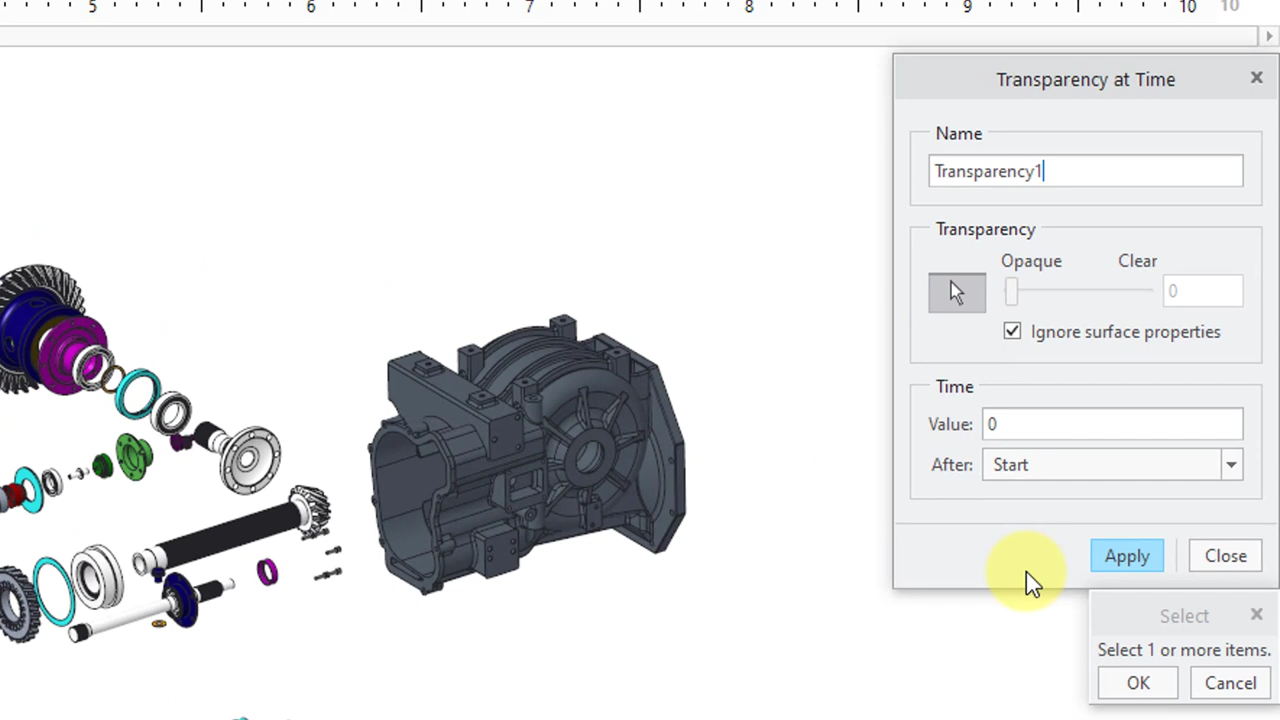 5 6 7 8 9 10 10
Transparency at Time
Name
Transparency1
Transparency
Opaque Clear
0
Ignore surface properties
Time
Value: 0
After: Start
Apply Close
Select
Select 1 or more items.
OK Cancel